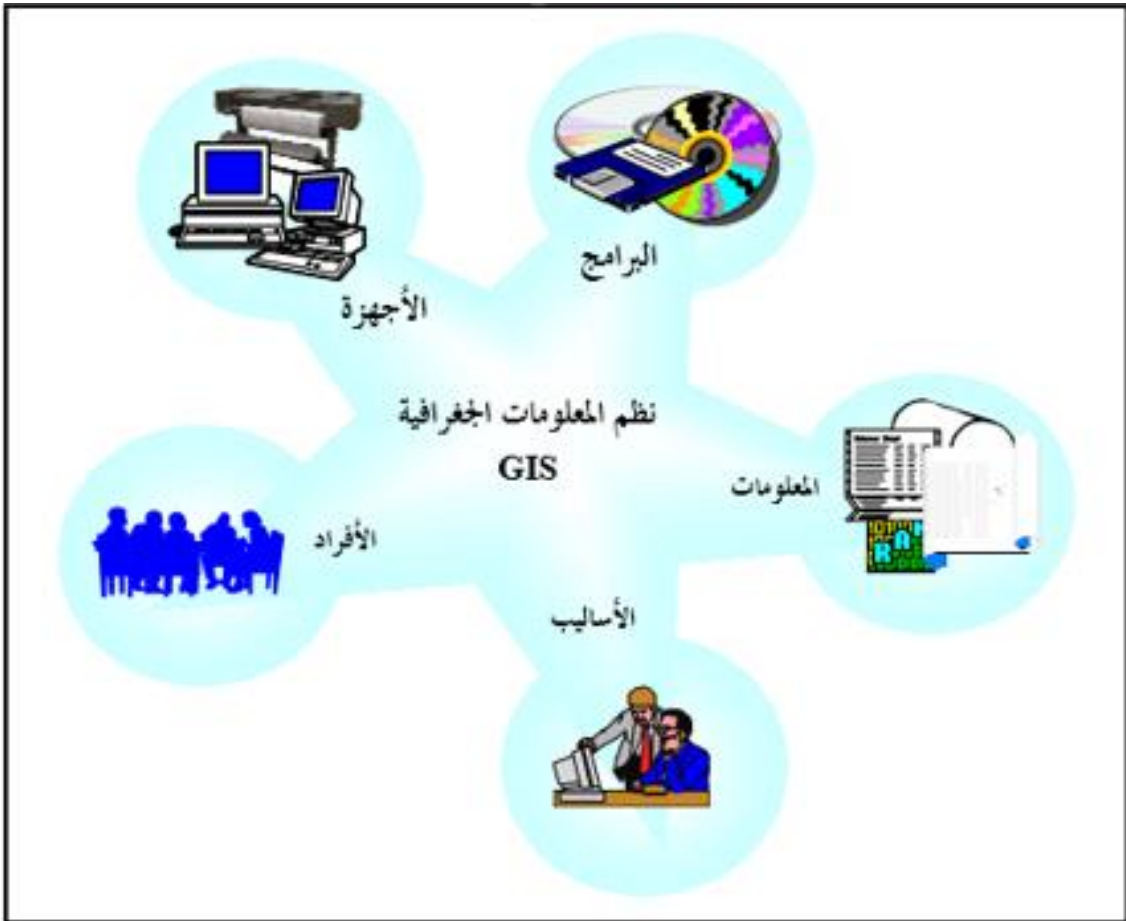 البرامج
الأجهزة
نظم المعلومات الجغرافية
GIS
المعلومات
الأفراد
الأساليب